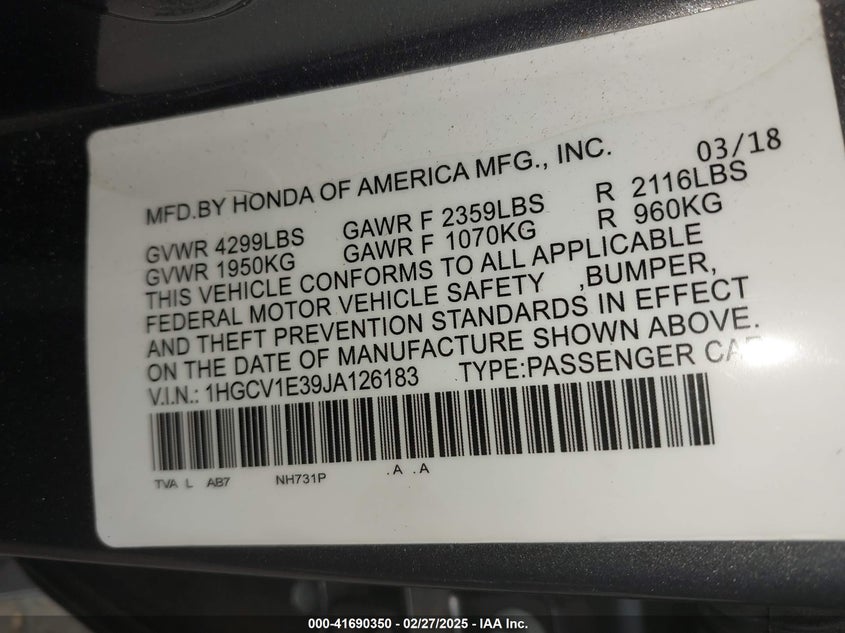 MFD.BY HONDA OF AMERICA MFG., INC. 03/18
GVWR 4299LBS GAWR F 2359LBS R 2116LBS
GVWR 1950KG GAWR F 1070KG R 960KG
THIS VEHICLE CONFORMS TO ALL APPLICABLE
FEDERAL MOTOR VEHICLE SAFETY ,BUMPER,
AND THEFT PREVENTION STANDARDS IN EFFECT
ON THE DATE OF MANUFACTURE SHOWN ABOVE.
V.I.N.: 1HGCV1E39JA126183 TYPE:PASSENGER CAR
TVA L AB7 NH731P .A .A
000-41690350 / 02/27/2025 - IAA Inc.